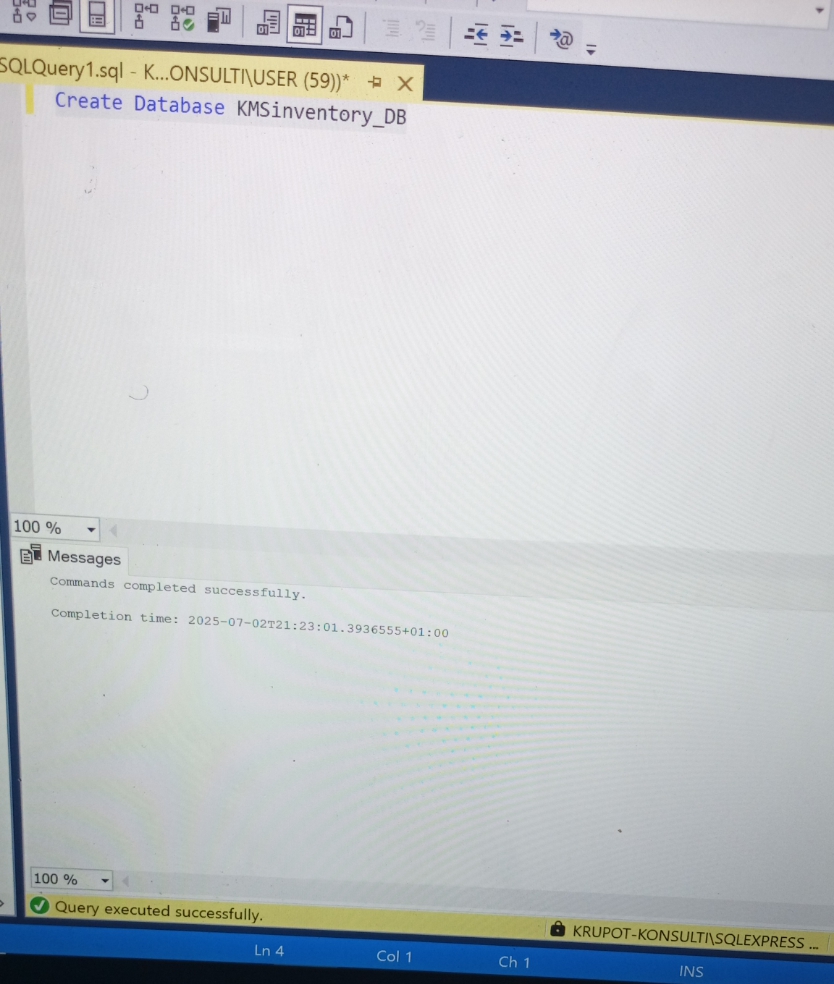 SQLQuery1.sql - K...ONSULTI\USER (59))*
Create Database KMSinventory_DB
100 %
Messages
Commands completed successfully.
Completion time: 2025-07-02T21:23:01.3936555+01:00
100 %
Query executed successfully.
KRUPOT-KONSULTI\SQLEXPRESS ...
Ln 4 Col 1 Ch 1 INS